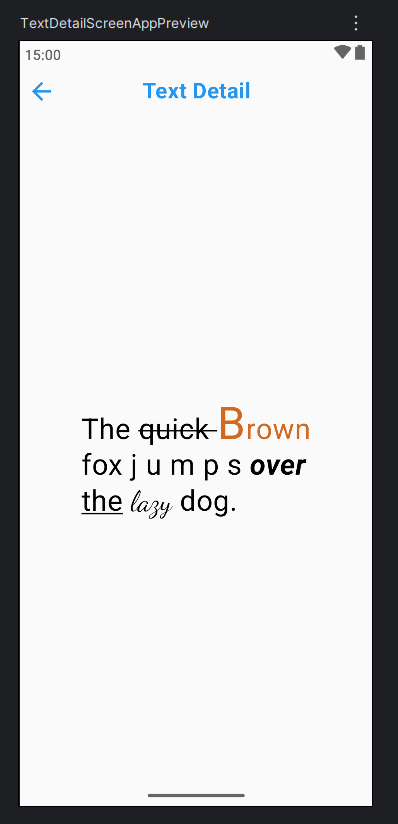 TextDetailScreenAppPreview
15:00
Text Detail
The quick Brown
fox j u m p s over
the lazy dog.